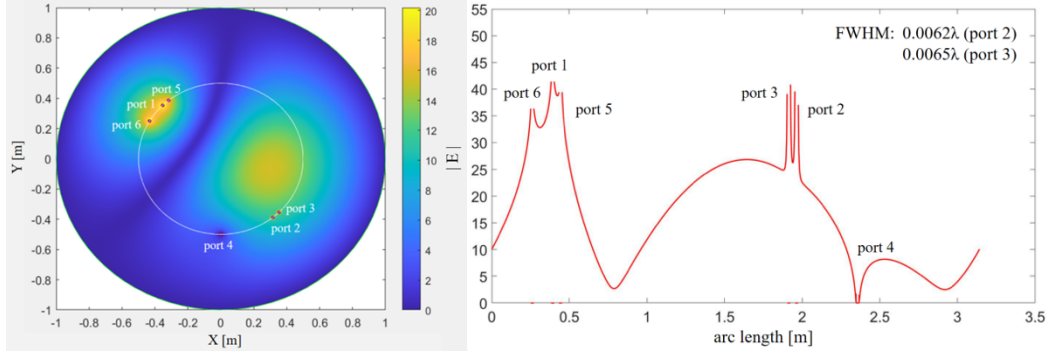 1
0.8
0.6
0.4
0.2
0
-0.2
-0.4
-0.6
-0.8
-1
Y [m]
-1 -0.8 -0.6 -0.4 -0.2 0 0.2 0.4 0.6 0.8 1
X [m]
port 5
port 1
port 6
port 3
port 2
port 4
20
18
16
14
12
10
8
6
4
2
0
| E |
55
50
45
40
35
30
25
20
15
10
5
0
FWHM: 0.0062λ (port 2)
0.0065λ (port 3)
port 1
port 6
port 5
port 3
port 2
port 4
0 0.5 1 1.5 2 2.5 3 3.5
arc length [m]